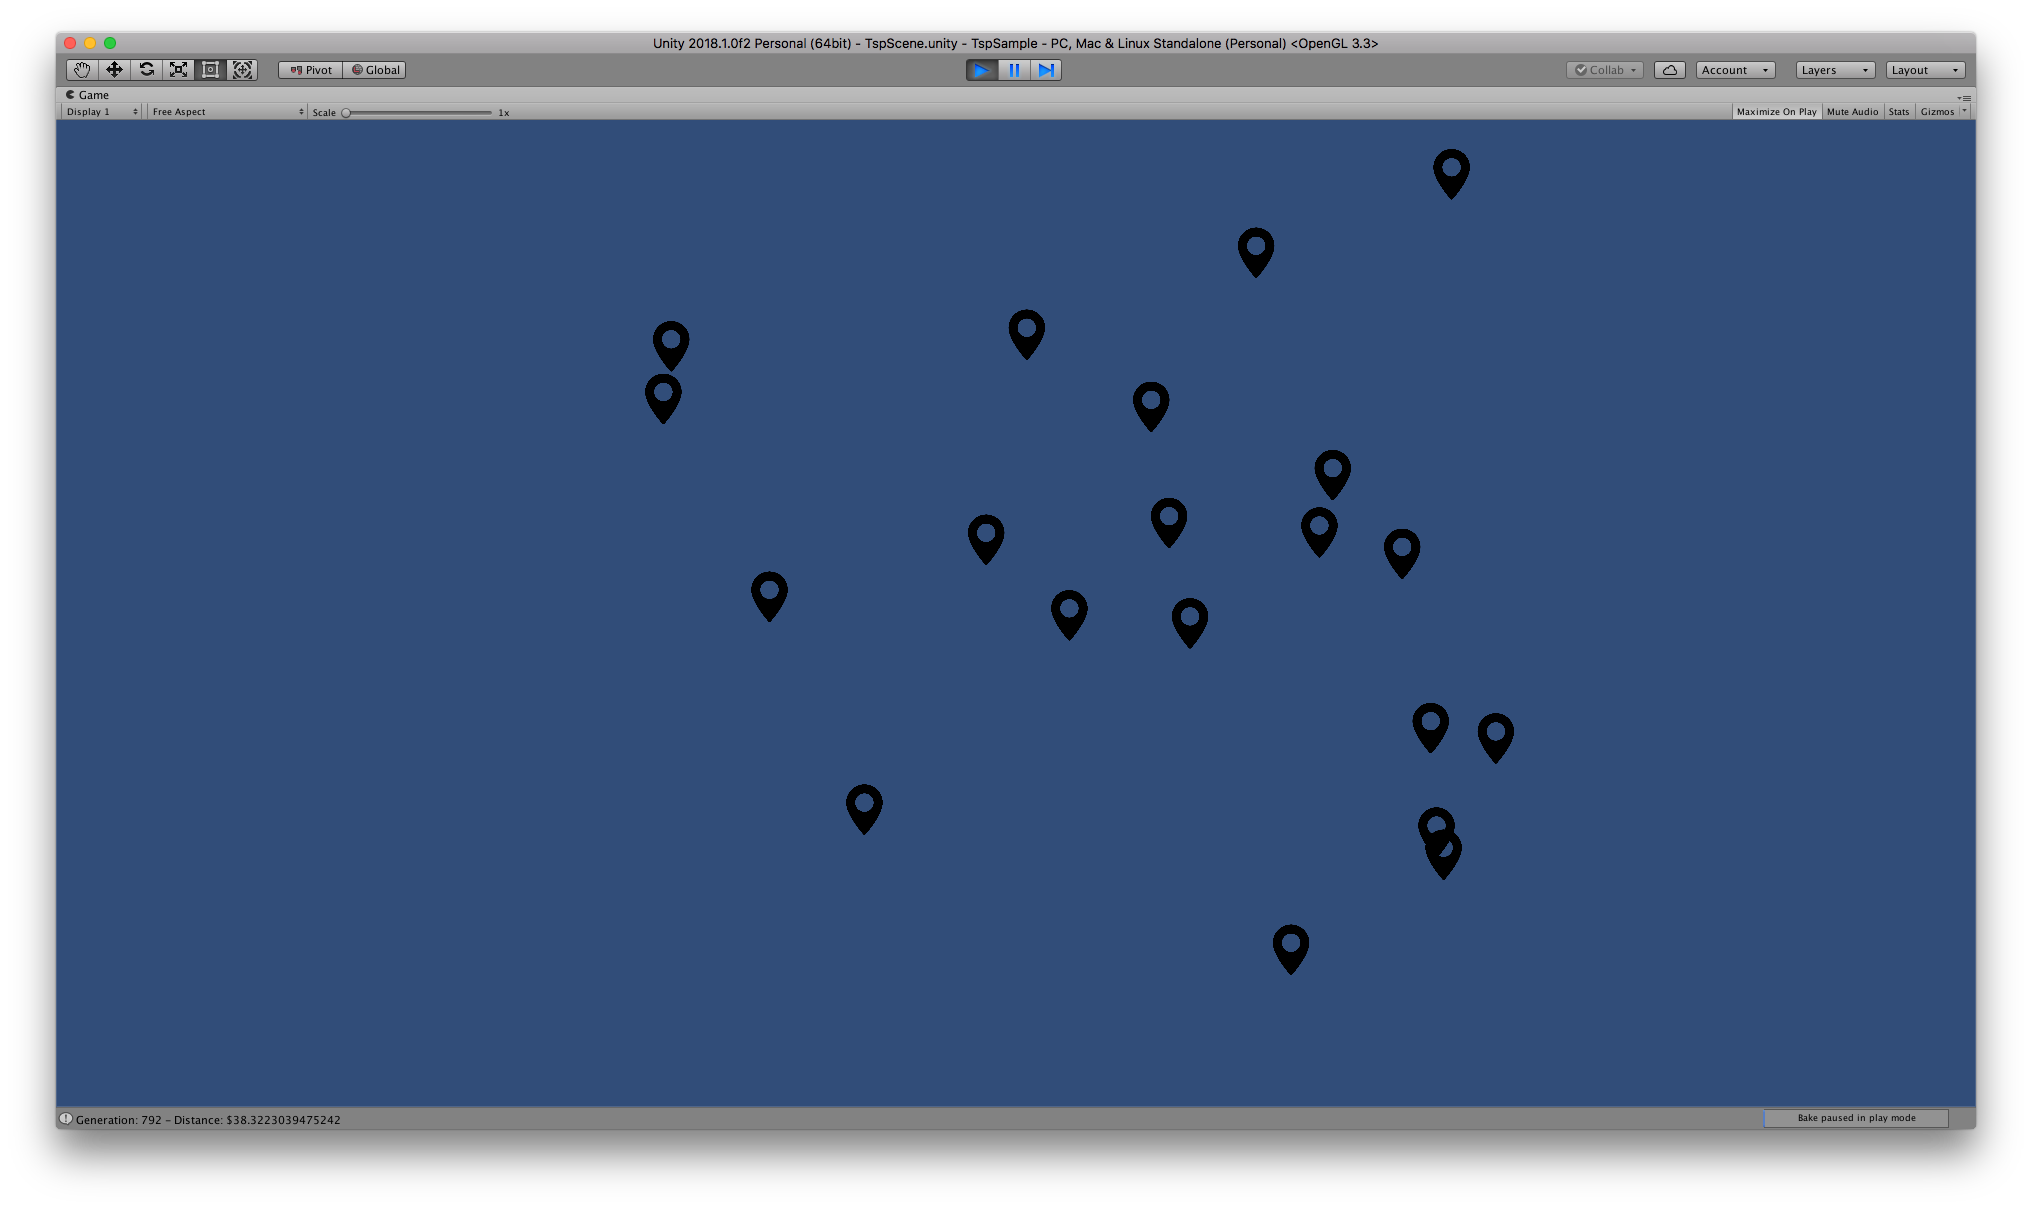 Unity 2018.1.0f2 Personal (64bit) - TspScene.unity - TspSample - PC, Mac & Linux Standalone (Personal) <OpenGL 3.3>
Pivot Global Collab Account Layers Layout
Game
Display 1 Free Aspect Scale 1x Maximize On Play Mute Audio Stats Gizmos
Generation: 792 - Distance: $38.3223039475242 Bake paused in play mode